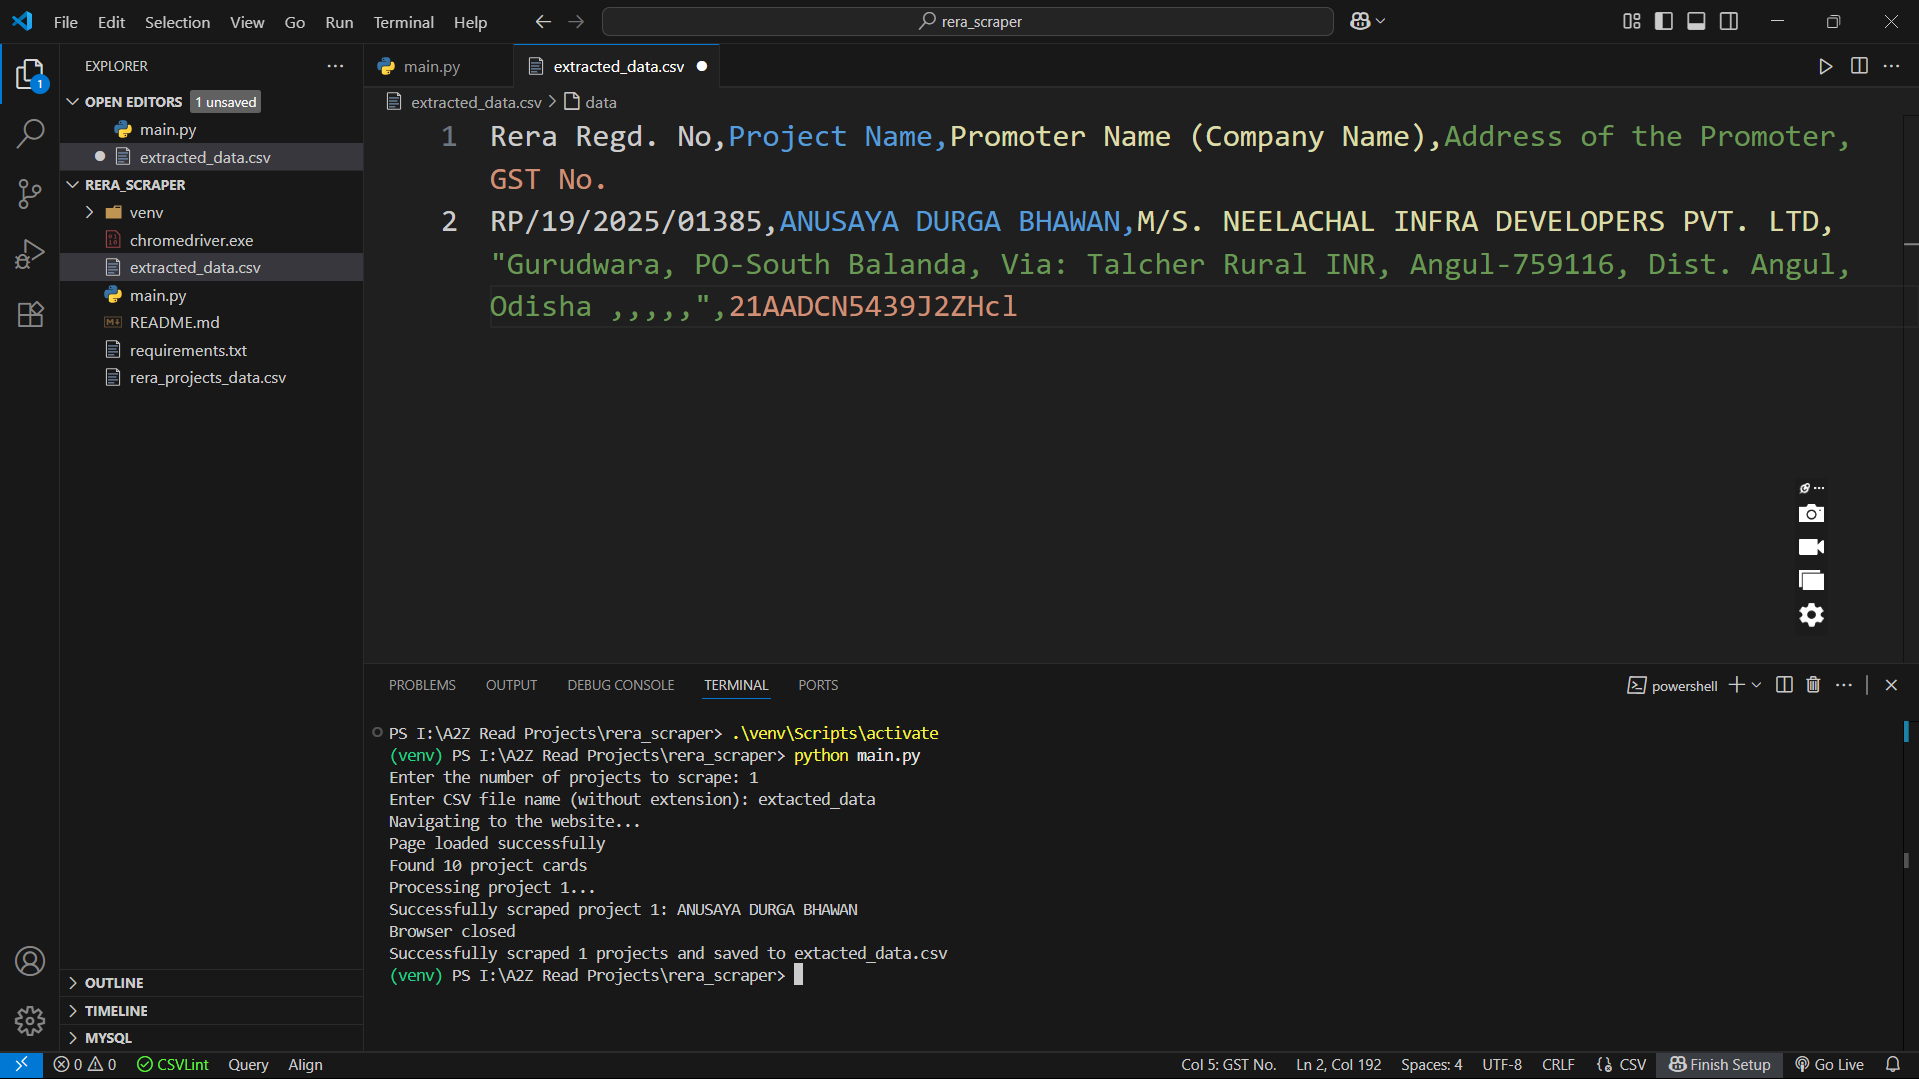 File Edit Selection View Go Run Terminal Help
rera_scraper
EXPLORER
OPEN EDITORS 1 unsaved
main.py
extracted_data.csv
RERA_SCRAPER
venv
chromedriver.exe
extracted_data.csv
main.py
README.md
requirements.txt
rera_projects_data.csv
OUTLINE
TIMELINE
MYSQL
1
main.py extracted_data.csv
extracted_data.csv > data
1 Rera Regd. No,Project Name,Promoter Name (Company Name),Address of the Promoter,
GST No.
2 RP/19/2025/01385,ANUSAYA DURGA BHAWAN,M/S. NEELACHAL INFRA DEVELOPERS PVT. LTD,
"Gurudwara, PO-South Balanda, Via: Talcher Rural INR, Angul-759116, Dist. Angul,
Odisha ,,,,,",21AADCN5439J2ZHcl
PROBLEMS OUTPUT DEBUG CONSOLE TERMINAL PORTS
powershell
PS I:\A2Z Read Projects\rera_scraper> .\venv\Scripts\activate
(venv) PS I:\A2Z Read Projects\rera_scraper> python main.py
Enter the number of projects to scrape: 1
Enter CSV file name (without extension): extacted_data
Navigating to the website...
Page loaded successfully
Found 10 project cards
Processing project 1...
Successfully scraped project 1: ANUSAYA DURGA BHAWAN
Browser closed
Successfully scraped 1 projects and saved to extacted_data.csv
(venv) PS I:\A2Z Read Projects\rera_scraper>
0 0 CSVLint Query Align
Col 5: GST No. Ln 2, Col 192 Spaces: 4 UTF-8 CRLF {} CSV Finish Setup Go Live